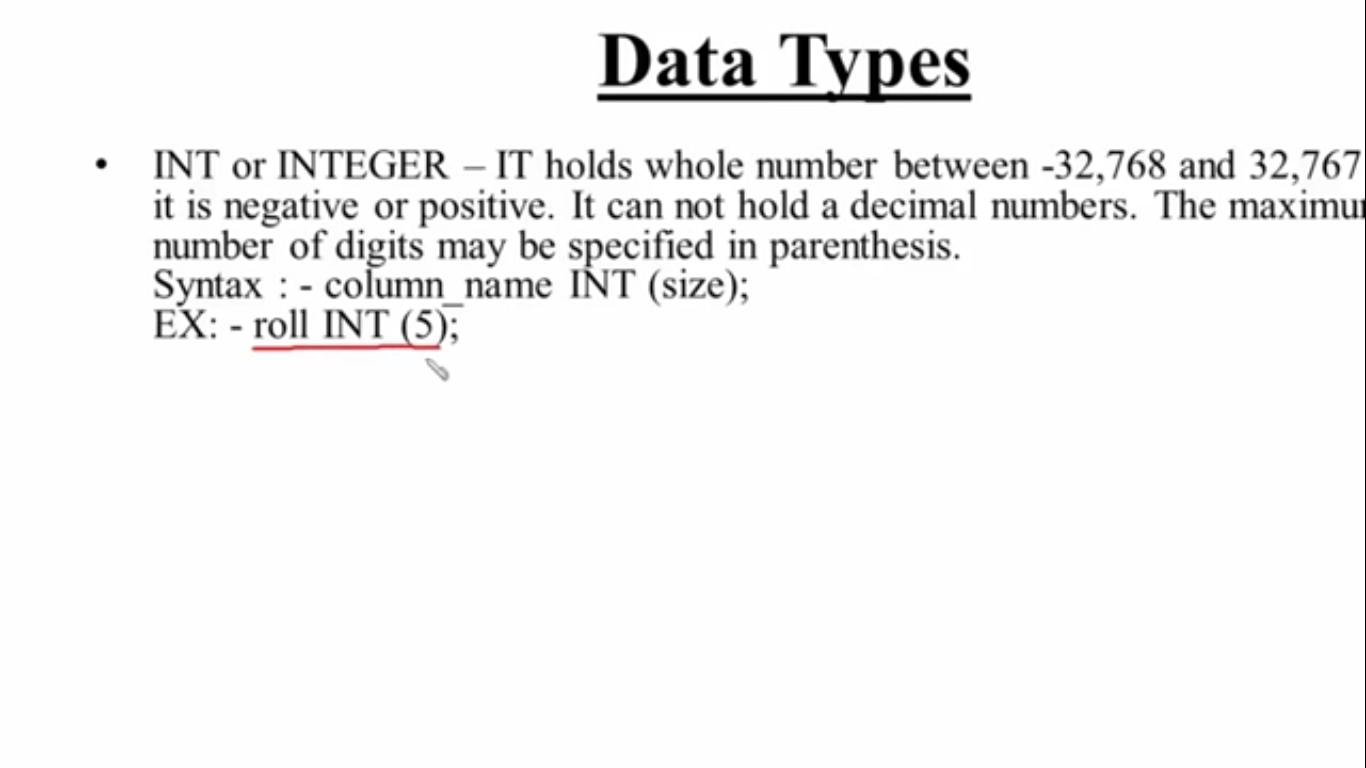 Data Types
• INT or INTEGER – IT holds whole number between -32,768 and 32,767
it is negative or positive. It can not hold a decimal numbers. The
number of digits may be specified in parenthesis.
Syntax : - column_name INT (size);
EX: - roll INT (5);